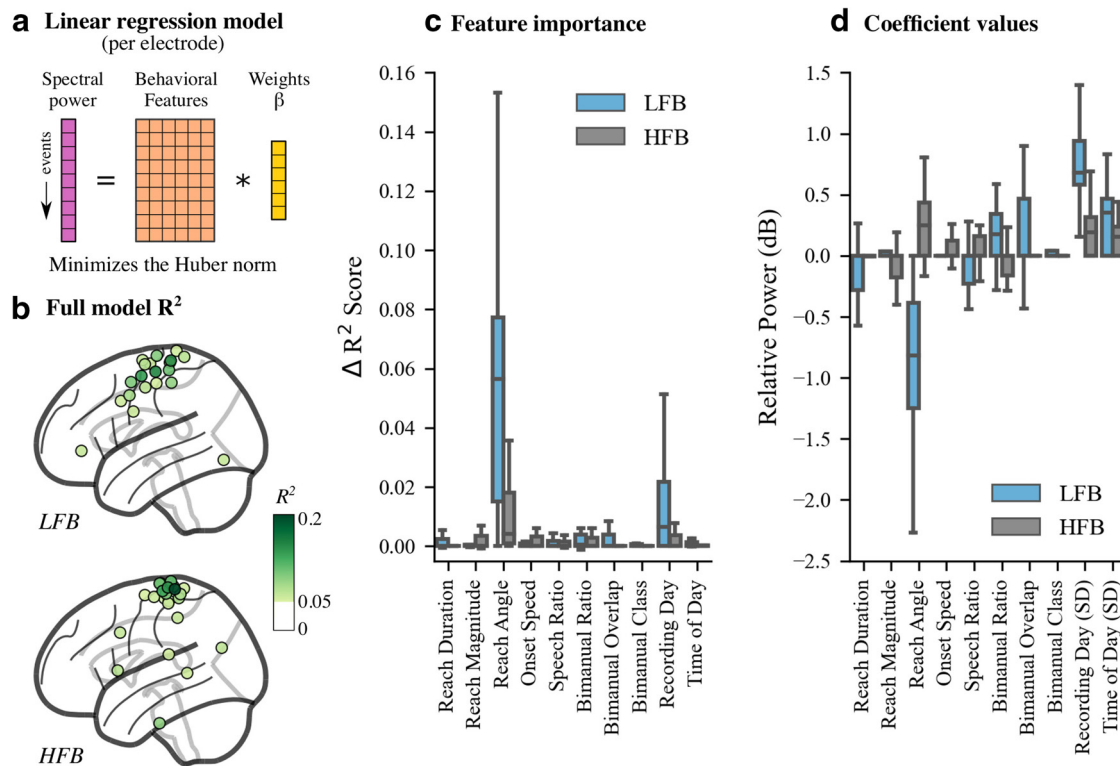 a Linear regression model
(per electrode)
Spectral power
Behavioral Features
Weights β
events
=
*
Minimizes the Huber norm
b Full model R²
LFB
R²
0.2
0.05
0
HFB
c Feature importance
Δ R² Score
0.16
0.14
0.12
0.10
0.08
0.06
0.04
0.02
0.00
LFB
HFB
Reach Duration
Reach Magnitude
Reach Angle
Onset Speed
Speech Ratio
Bimanual Ratio
Bimanual Overlap
Bimanual Class
Recording Day
Time of Day
d Coefficient values
Relative Power (dB)
1.5
1.0
0.5
0.0
−0.5
−1.0
−1.5
−2.0
−2.5
LFB
HFB
Reach Duration
Reach Magnitude
Reach Angle
Onset Speed
Speech Ratio
Bimanual Ratio
Bimanual Overlap
Bimanual Class
Recording Day (SD)
Time of Day (SD)